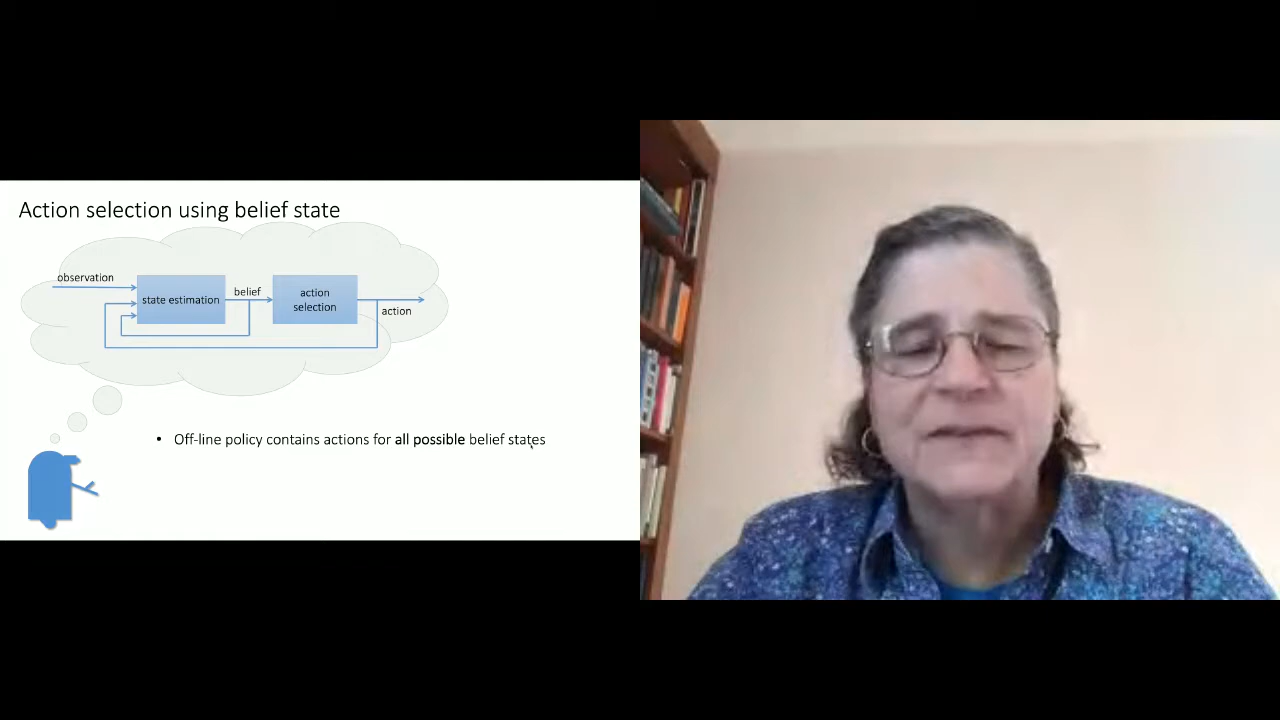 Action selection using belief state
observation
state estimation
belief
action
selection
action
• Off-line policy contains actions for all possible belief states